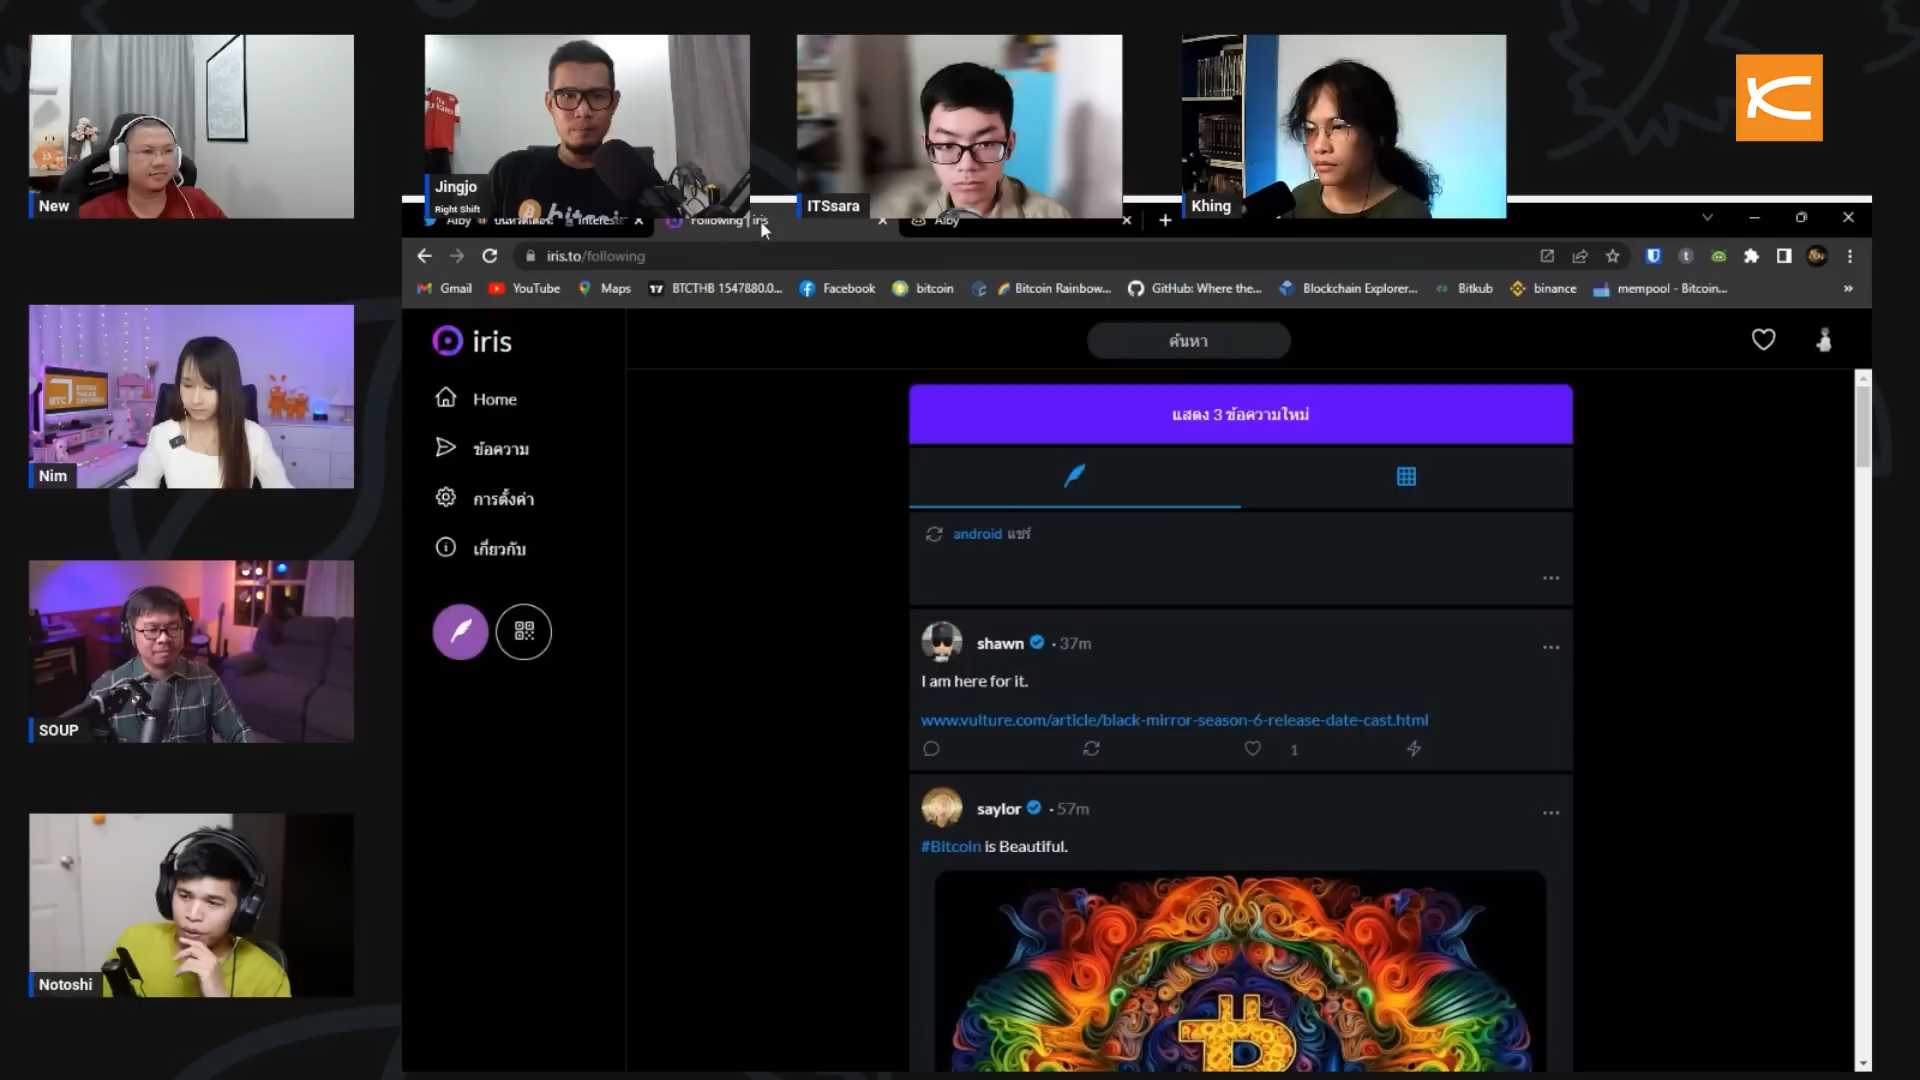 New
Jingjo
Right Shift
ITSsara
Khing
Alby
Following | iris
Alby
iris.to/following
Gmail
YouTube
Maps
BTCTHB 1547880.0...
Facebook
bitcoin
Bitcoin Rainbow...
GitHub: Where the...
Blockchain Explorer...
Bitkub
binance
mempool - Bitcoin...
»
iris
ค้นหา
Home
ข้อความ
การตั้งค่า
เกี่ยวกับ
แสดง 3 ข้อความใหม่
android แชร์
shawn · 37m
I am here for it.
www.vulture.com/article/black-mirror-season-6-release-date-cast.html
1
saylor · 57m
#Bitcoin is Beautiful.
Nim
SOUP
Notoshi